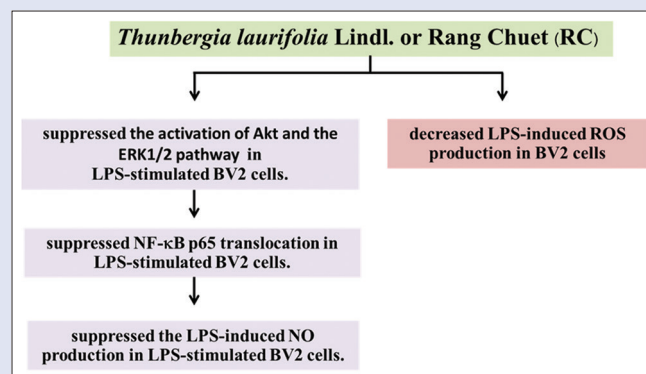 Thunbergia laurifolia Lindl. or Rang Chuet (RC)
suppressed the activation of Akt and the
ERK1/2 pathway in
LPS-stimulated BV2 cells.
decreased LPS-induced ROS
production in BV2 cells
suppressed NF-κB p65 translocation in
LPS-stimulated BV2 cells.
suppressed the LPS-induced NO
production in LPS-stimulated BV2 cells.